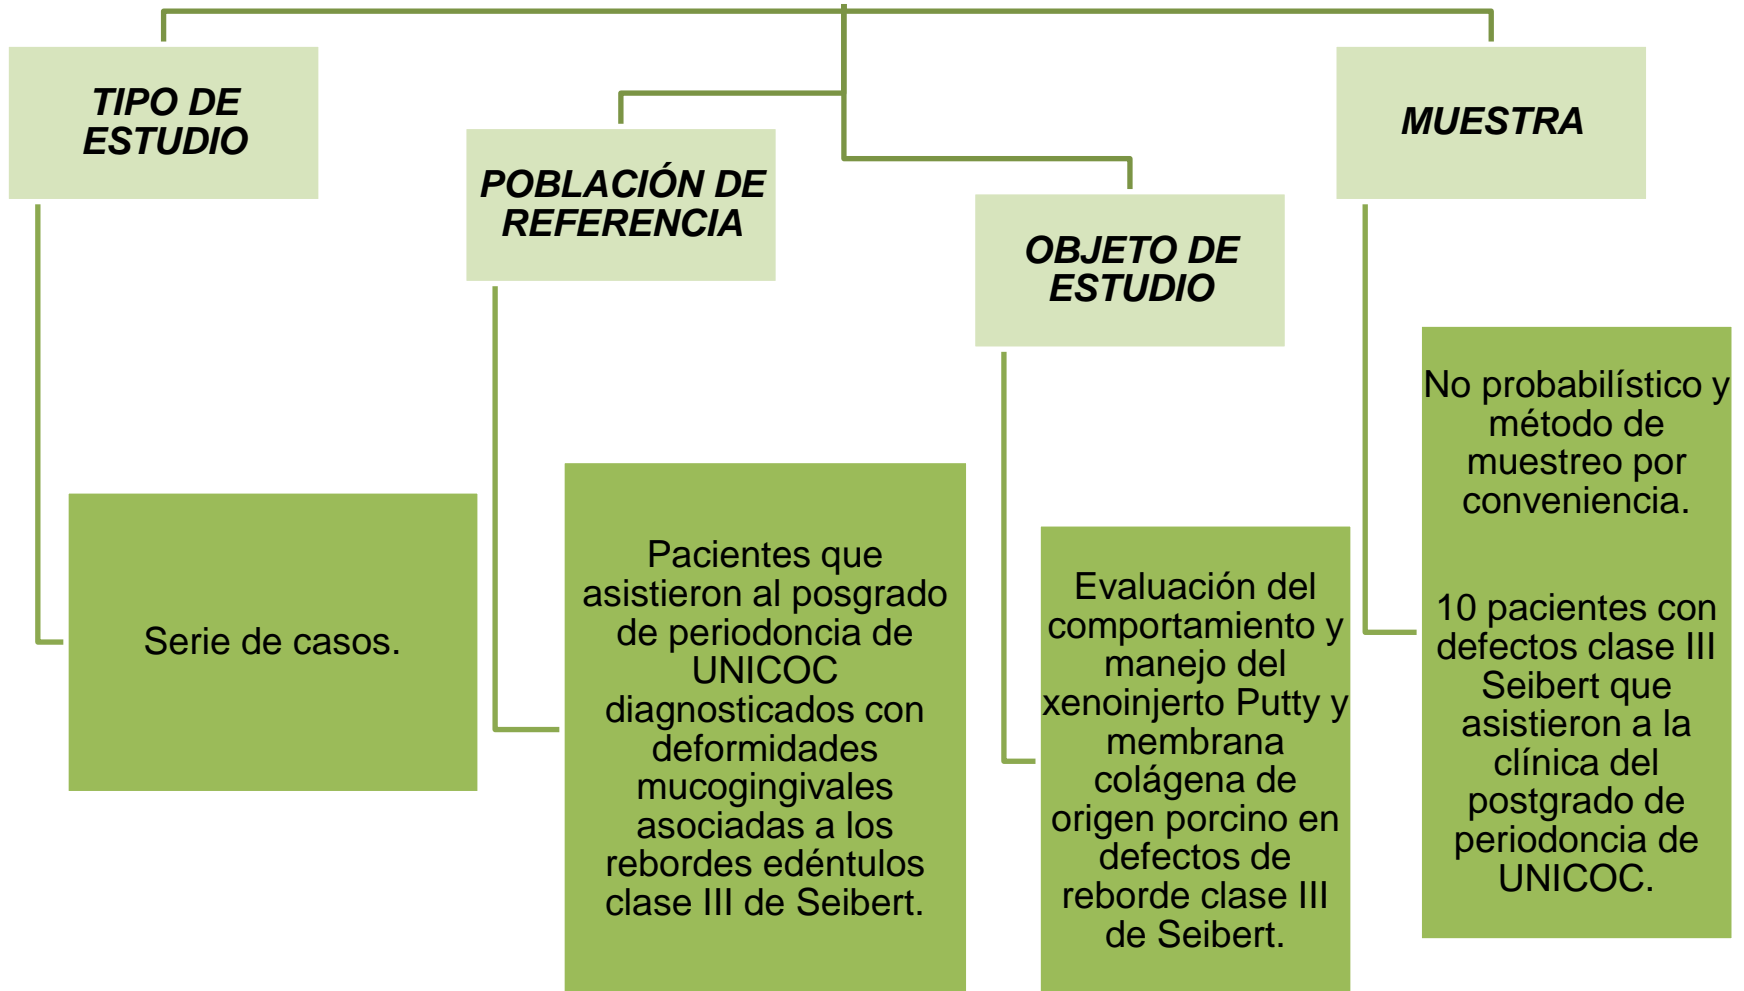 TIPO DE
ESTUDIO
Serie de casos.
POBLACIÓN DE
REFERENCIA
Pacientes que
asistieron al posgrado
de periodoncia de
UNICOC
diagnosticados con
deformidades
mucogingivales
asociadas a los
rebordes edéntulos
clase III de Seibert.
OBJETO DE
ESTUDIO
Evaluación del
comportamiento y
manejo del
xenoinjerto Putty y
membrana
colágena de
origen porcino en
defectos de
reborde clase III
de Seibert.
MUESTRA
No probabilístico y
método de
muestreo por
conveniencia.
10 pacientes con
defectos clase III
Seibert que
asistieron a la
clínica del
postgrado de
periodoncia de
UNICOC.